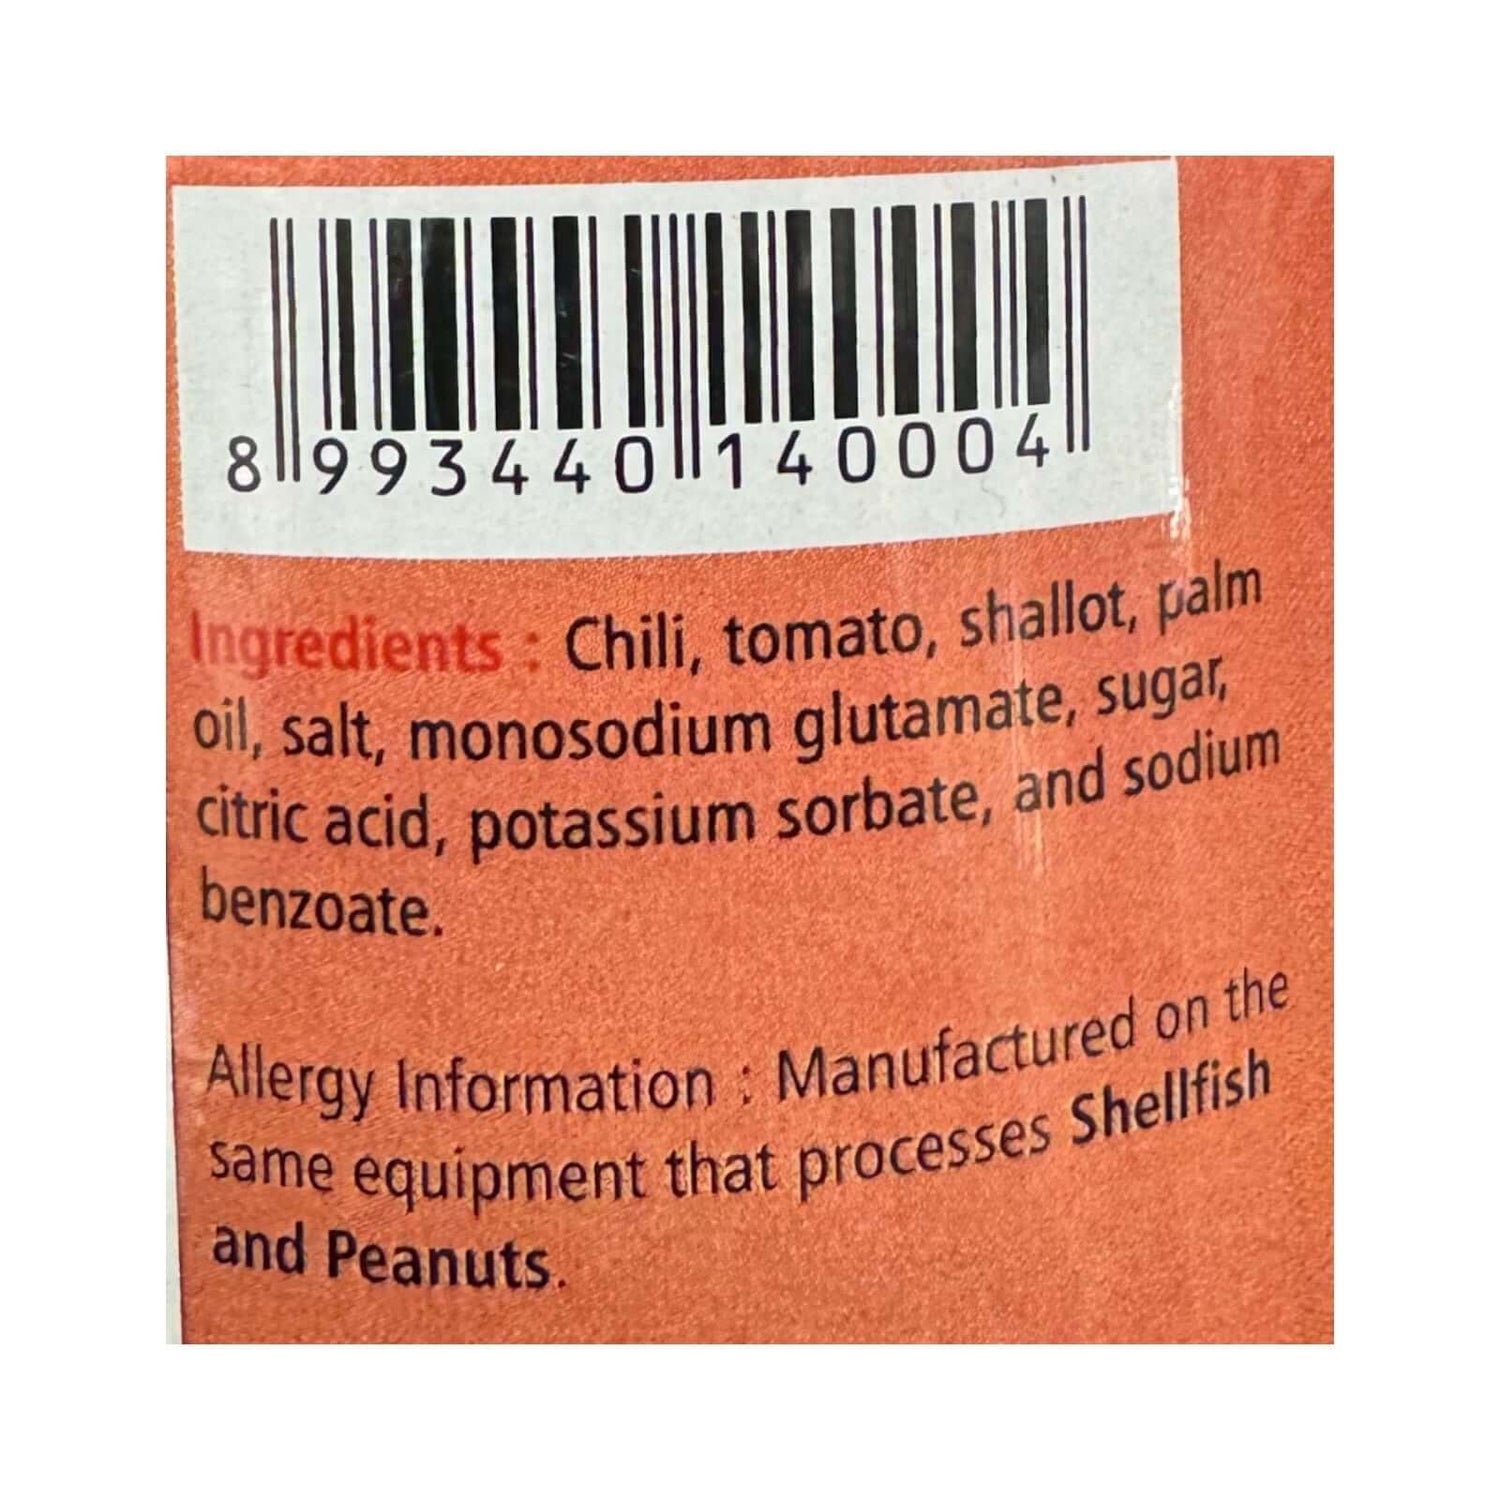 8 993440 140004
Ingredients : Chili, tomato, shallot, palm
oil, salt, monosodium glutamate, sugar,
citric acid, potassium sorbate, and sodium
benzoate.
Allergy Information : Manufactured on the
same equipment that processes Shellfish
and Peanuts.